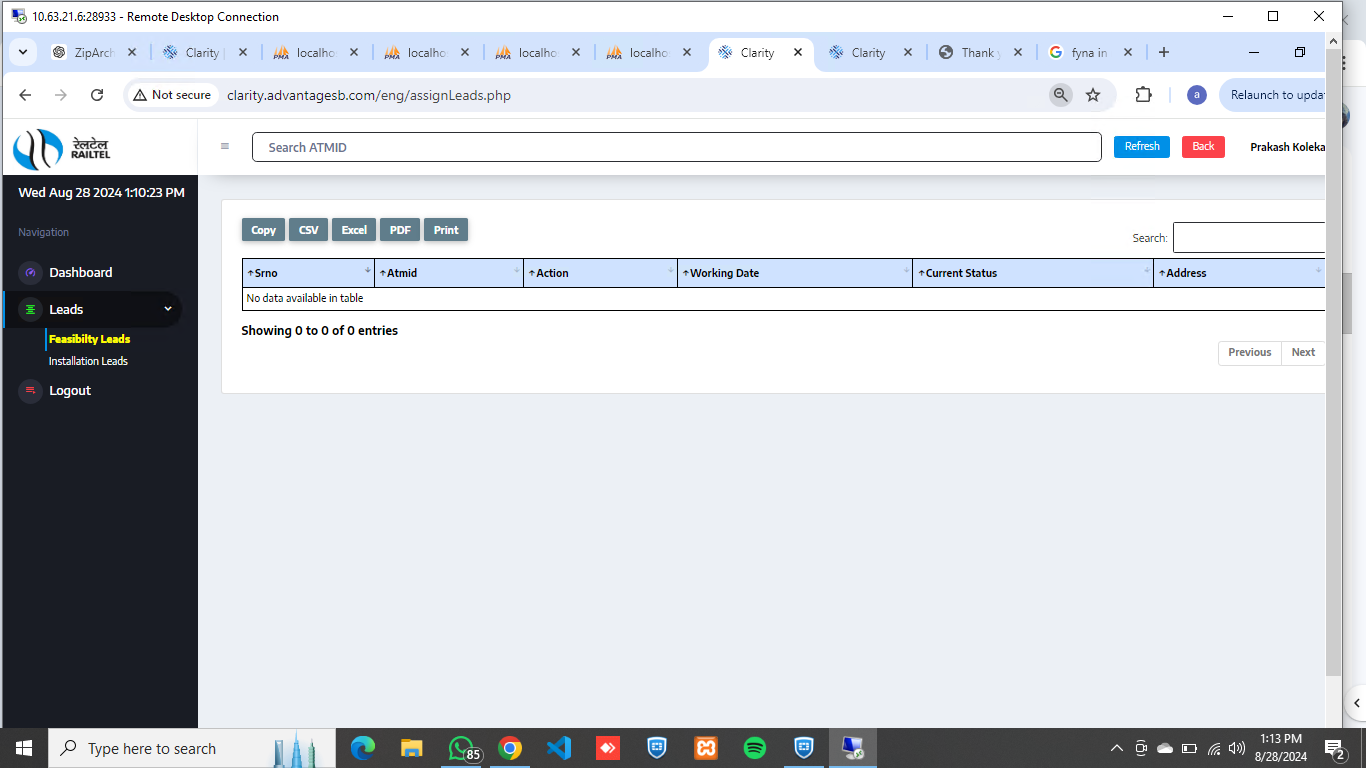 10.63.21.6:28933 - Remote Desktop Connection
ZipArch
Clarity
localhos
localhos
localhos
localhos
Clarity
Clarity
Thank y
fyna in
Not secure
clarity.advantagesb.com/eng/assignLeads.php
a
Relaunch to updat
रेलटेल
RAILTEL
Search ATMID
Refresh
Back
Prakash Koleka
Wed Aug 28 2024 1:10:23 PM
Navigation
Dashboard
Leads
Feasibilty Leads
Installation Leads
Logout
Copy
CSV
Excel
PDF
Print
Search:
Srno
Atmid
Action
Working Date
Current Status
Address
No data available in table
Showing 0 to 0 of 0 entries
Previous
Next
Type here to search
85
1:13 PM
8/28/2024
2